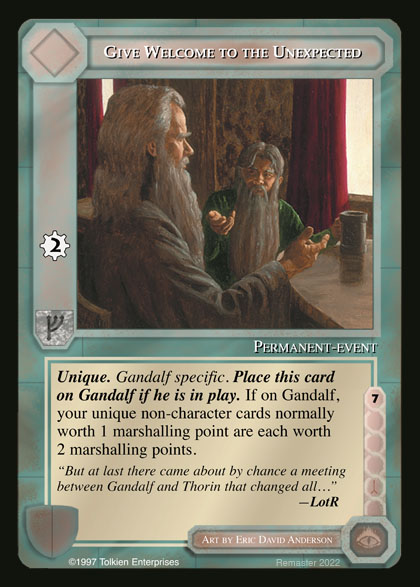 Give Welcome to the Unexpected
2
Permanent-event
Unique. Gandalf specific. Place this card
on Gandalf if he is in play. If on Gandalf,
your unique non-character cards normally
worth 1 marshalling point are each worth
2 marshalling points.
“But at last there came about by chance a meeting
between Gandalf and Thorin that changed all…”
—LotR
7
Art by Eric David Anderson
©1997 Tolkien Enterprises
Remaster 2022